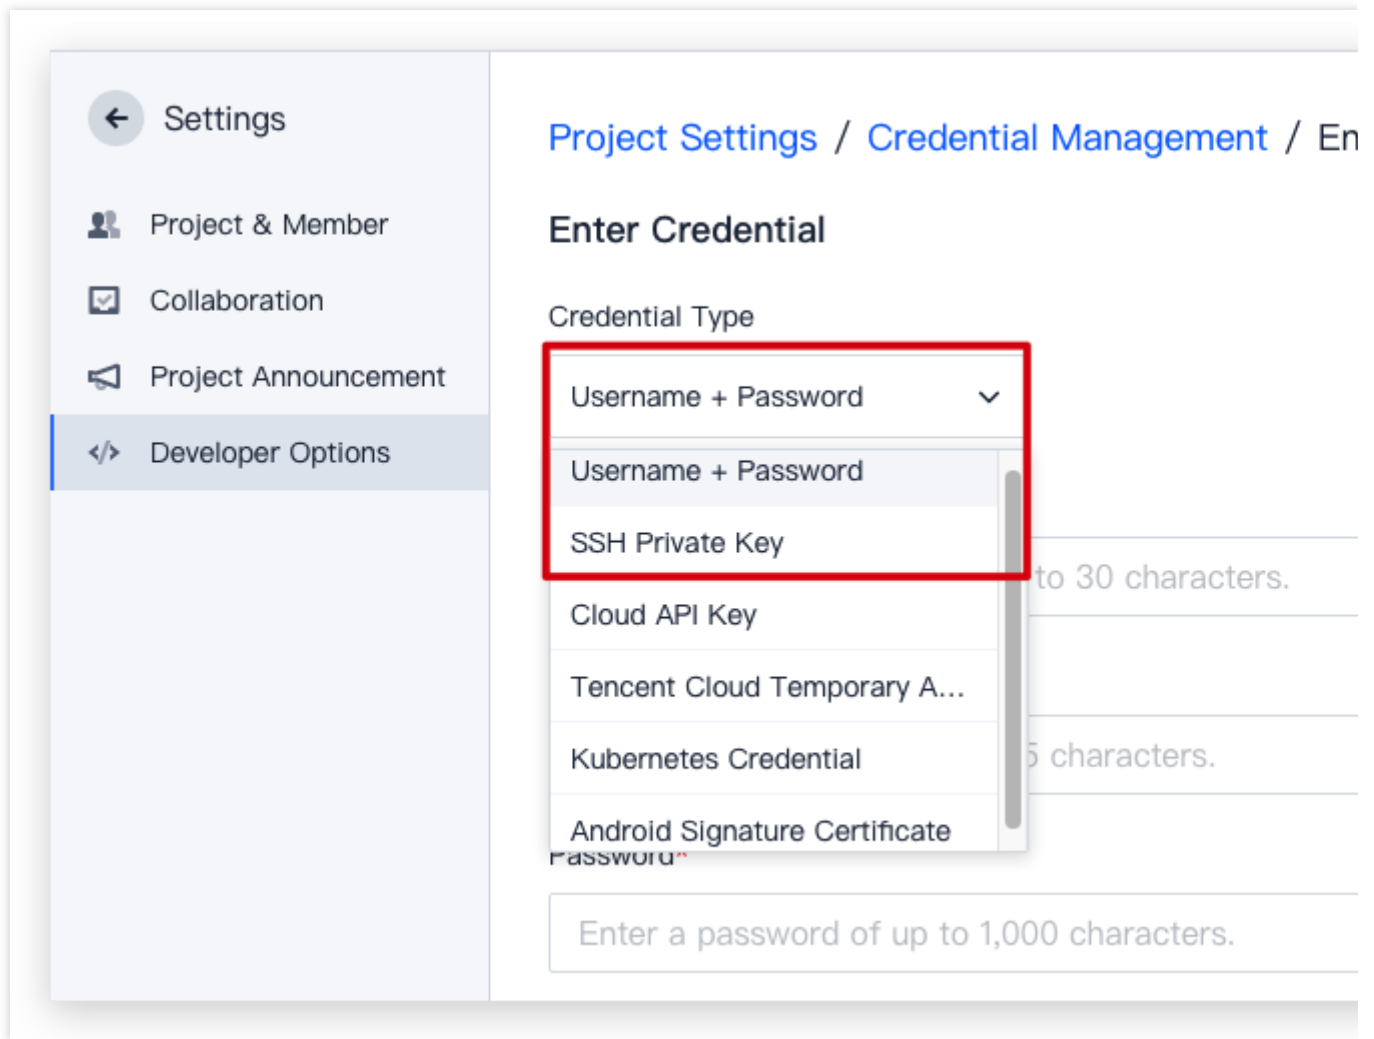 Settings
Project & Member
Collaboration
Project Announcement
Developer Options
Project Settings / Credential Management / En
Enter Credential
Credential Type
Username + Password
Username + Password
SSH Private Key
to 30 characters.
Cloud API Key
Tencent Cloud Temporary A...
Kubernetes Credential
characters.
Android Signature Certificate
Password*
Enter a password of up to 1,000 characters.